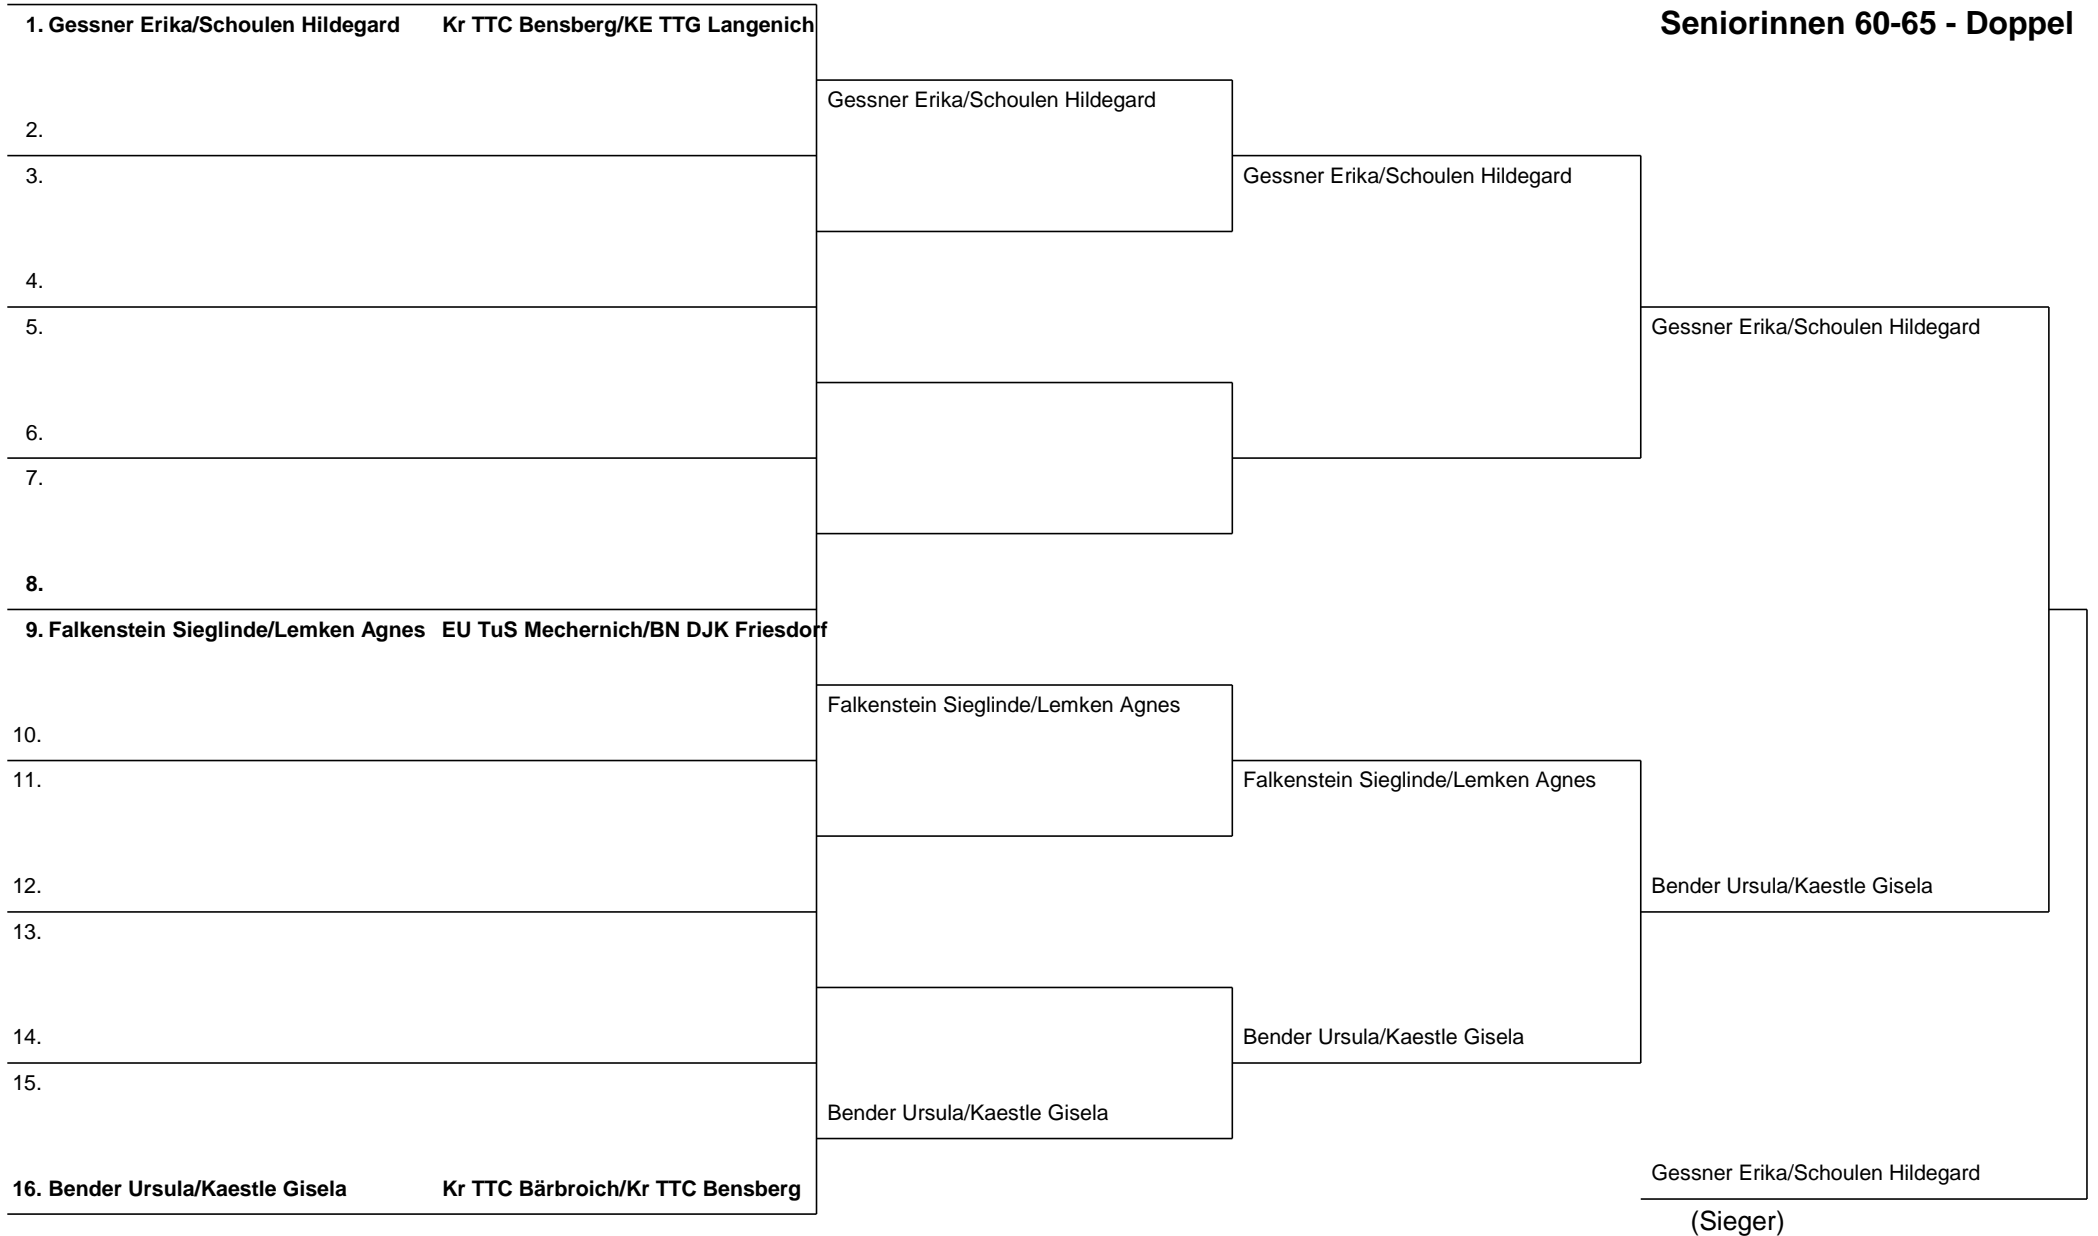 Seniorinnen 60-65 - Doppel
1. Gessner Erika/Schoulen Hildegard Kr TTC Bensberg/KE TTG Langenich
Gessner Erika/Schoulen Hildegard
2.
3.
Gessner Erika/Schoulen Hildegard
4.
5.
Gessner Erika/Schoulen Hildegard
6.
7.
8.
9. Falkenstein Sieglinde/Lemken Agnes EU TuS Mechernich/BN DJK Friesdorf
Falkenstein Sieglinde/Lemken Agnes
10.
11.
Falkenstein Sieglinde/Lemken Agnes
12.
Bender Ursula/Kaestle Gisela
13.
14.
Bender Ursula/Kaestle Gisela
15.
Bender Ursula/Kaestle Gisela
16. Bender Ursula/Kaestle Gisela Kr TTC Bärbroich/Kr TTC Bensberg
Gessner Erika/Schoulen Hildegard
(Sieger)